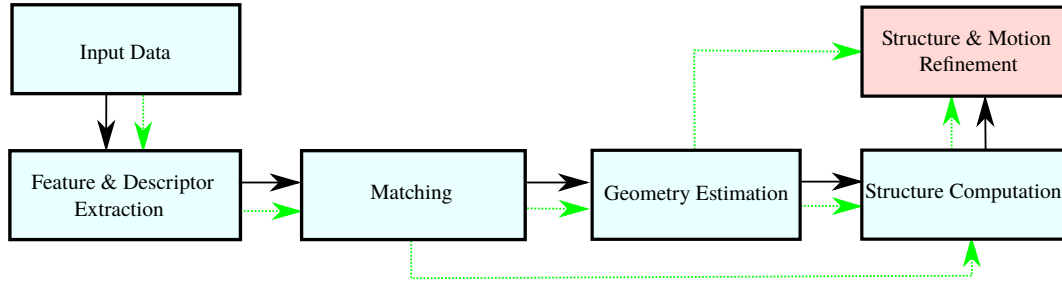 Input Data
Structure & Motion
Refinement
Feature & Descriptor
Extraction
Matching
Geometry Estimation
Structure Computation